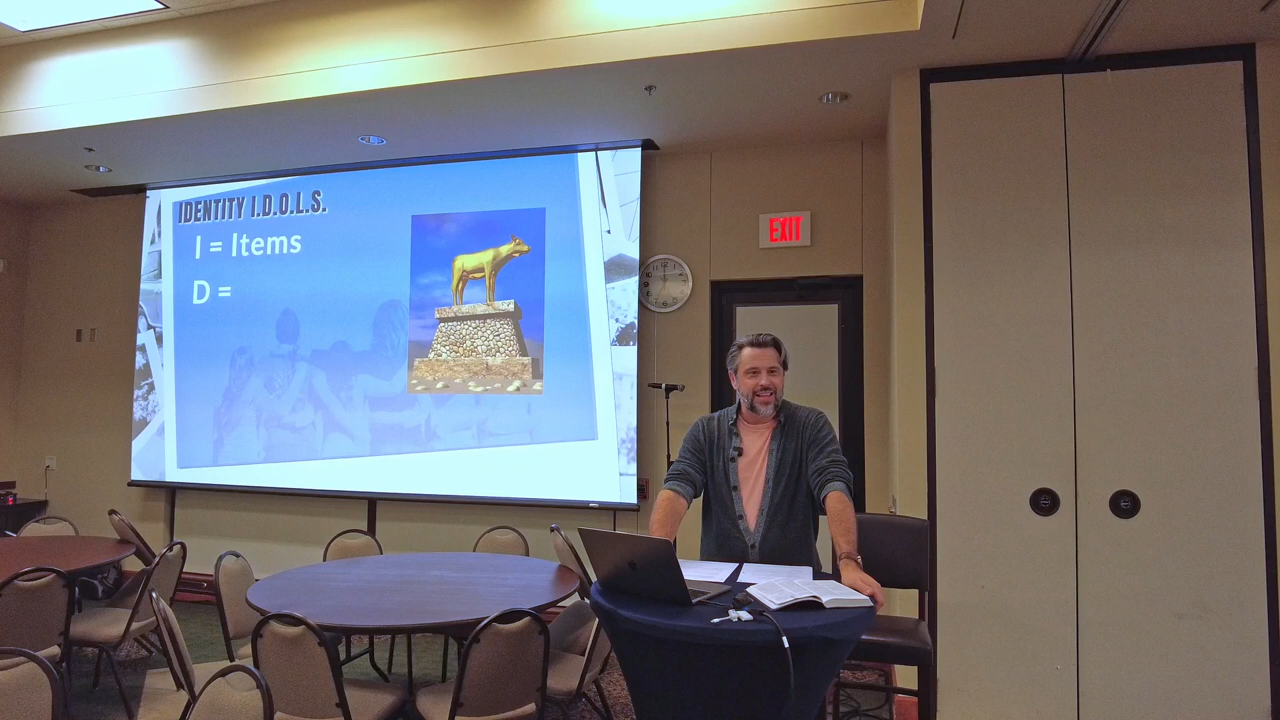 IDENTITY I.D.O.L.S.
I = Items
D =
EXIT